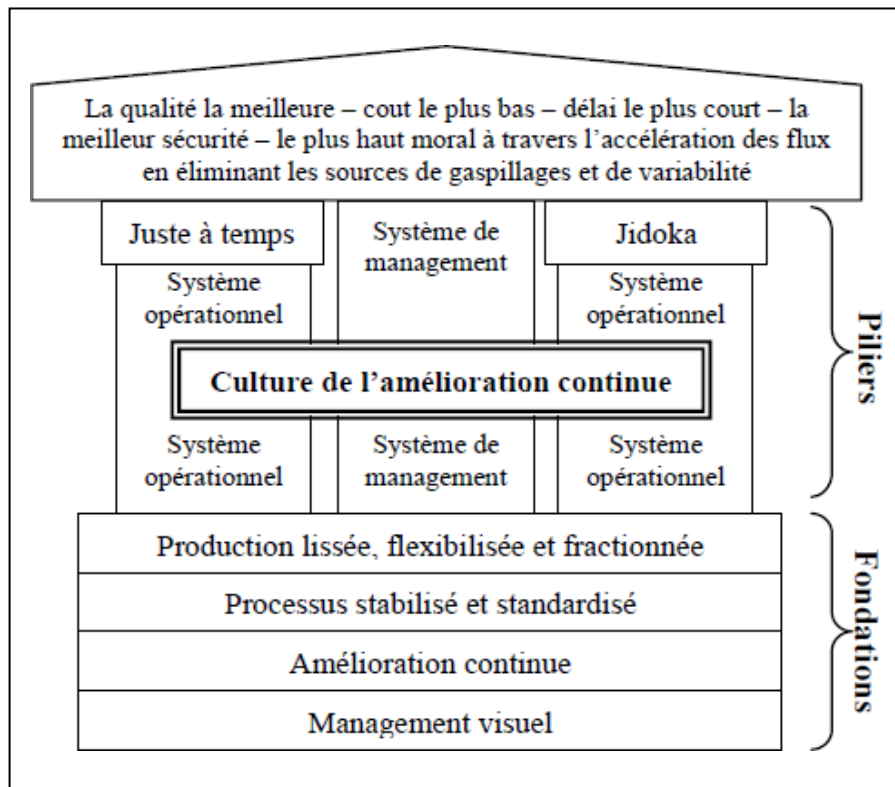 La qualité la meilleure – cout le plus bas – délai le plus court – la
meilleur sécurité – le plus haut moral à travers l’accélération des flux
en éliminant les sources de gaspillages et de variabilité
Juste à temps
Système de
management
Jidoka
Système
opérationnel
Système
opérationnel
Culture de l’amélioration continue
Système
opérationnel
Système de
management
Système
opérationnel
Piliers
Production lissée, flexibilisée et fractionnée
Processus stabilisé et standardisé
Amélioration continue
Management visuel
Fondations